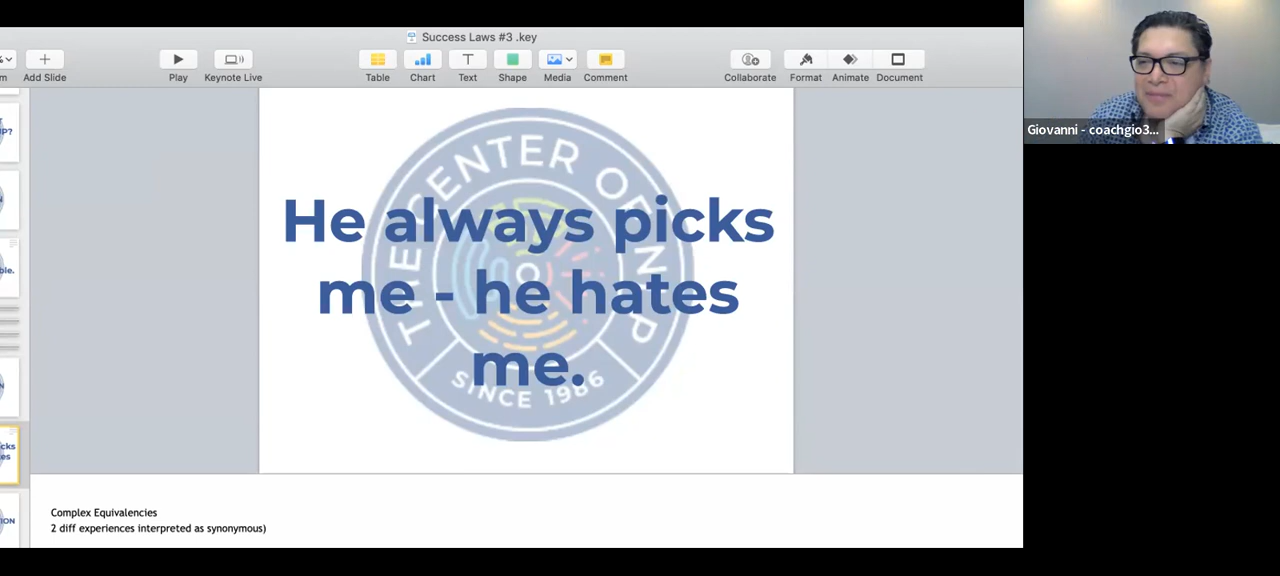 Success Laws #3 .key
Add Slide
Play
Keynote Live
Table
Chart
Text
Shape
Media
Comment
Collaborate
Format
Animate
Document
THE CENTER OF NLP
SINCE 1986
He always picks
me - he hates
me.
Complex Equivalencies
2 diff experiences interpreted as synonymous)
Giovanni - coachgio3...